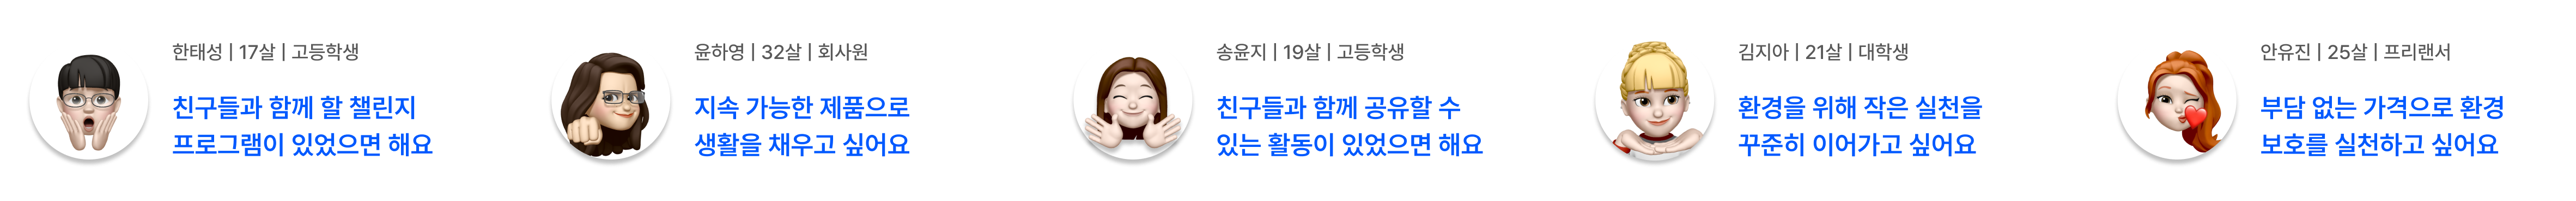 한태성 | 17살 | 고등학생
친구들과 함께 할 챌린지
프로그램이 있었으면 해요
윤하영 | 32살 | 회사원
지속 가능한 제품으로
생활을 채우고 싶어요
송윤지 | 19살 | 고등학생
친구들과 함께 공유할 수
있는 활동이 있었으면 해요
김지아 | 21살 | 대학생
환경을 위해 작은 실천을
꾸준히 이어가고 싶어요
안유진 | 25살 | 프리랜서
부담 없는 가격으로 환경
보호를 실천하고 싶어요